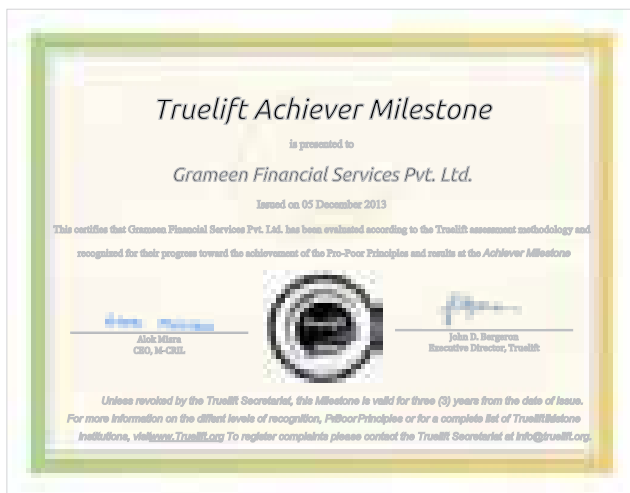 Truelift Achiever Milestone
is presented to
Grameen Financial Services Pvt. Ltd.
Issued on 05 December 2013
This certifies that Grameen Financial Services Pvt. Ltd. has been evaluated according to the Truelift assessment methodology and
recognized for their progress toward the achievement of the Pro-Poor Principles and results at the Achiever Milestone
Alok Misra
CEO, M-CRIL
John D. Bergeron
Executive Director, Truelift
Unless revoked by the Truelift Secretariat, this Milestone is valid for three (3) years from the date of issue.
For more information on the diffent levels of recognition, Principles or for a complete list of Truelift
institutions, visit www.Truelift.org To register complaints please contact the Truelift Secretariat at info@truelift.org.